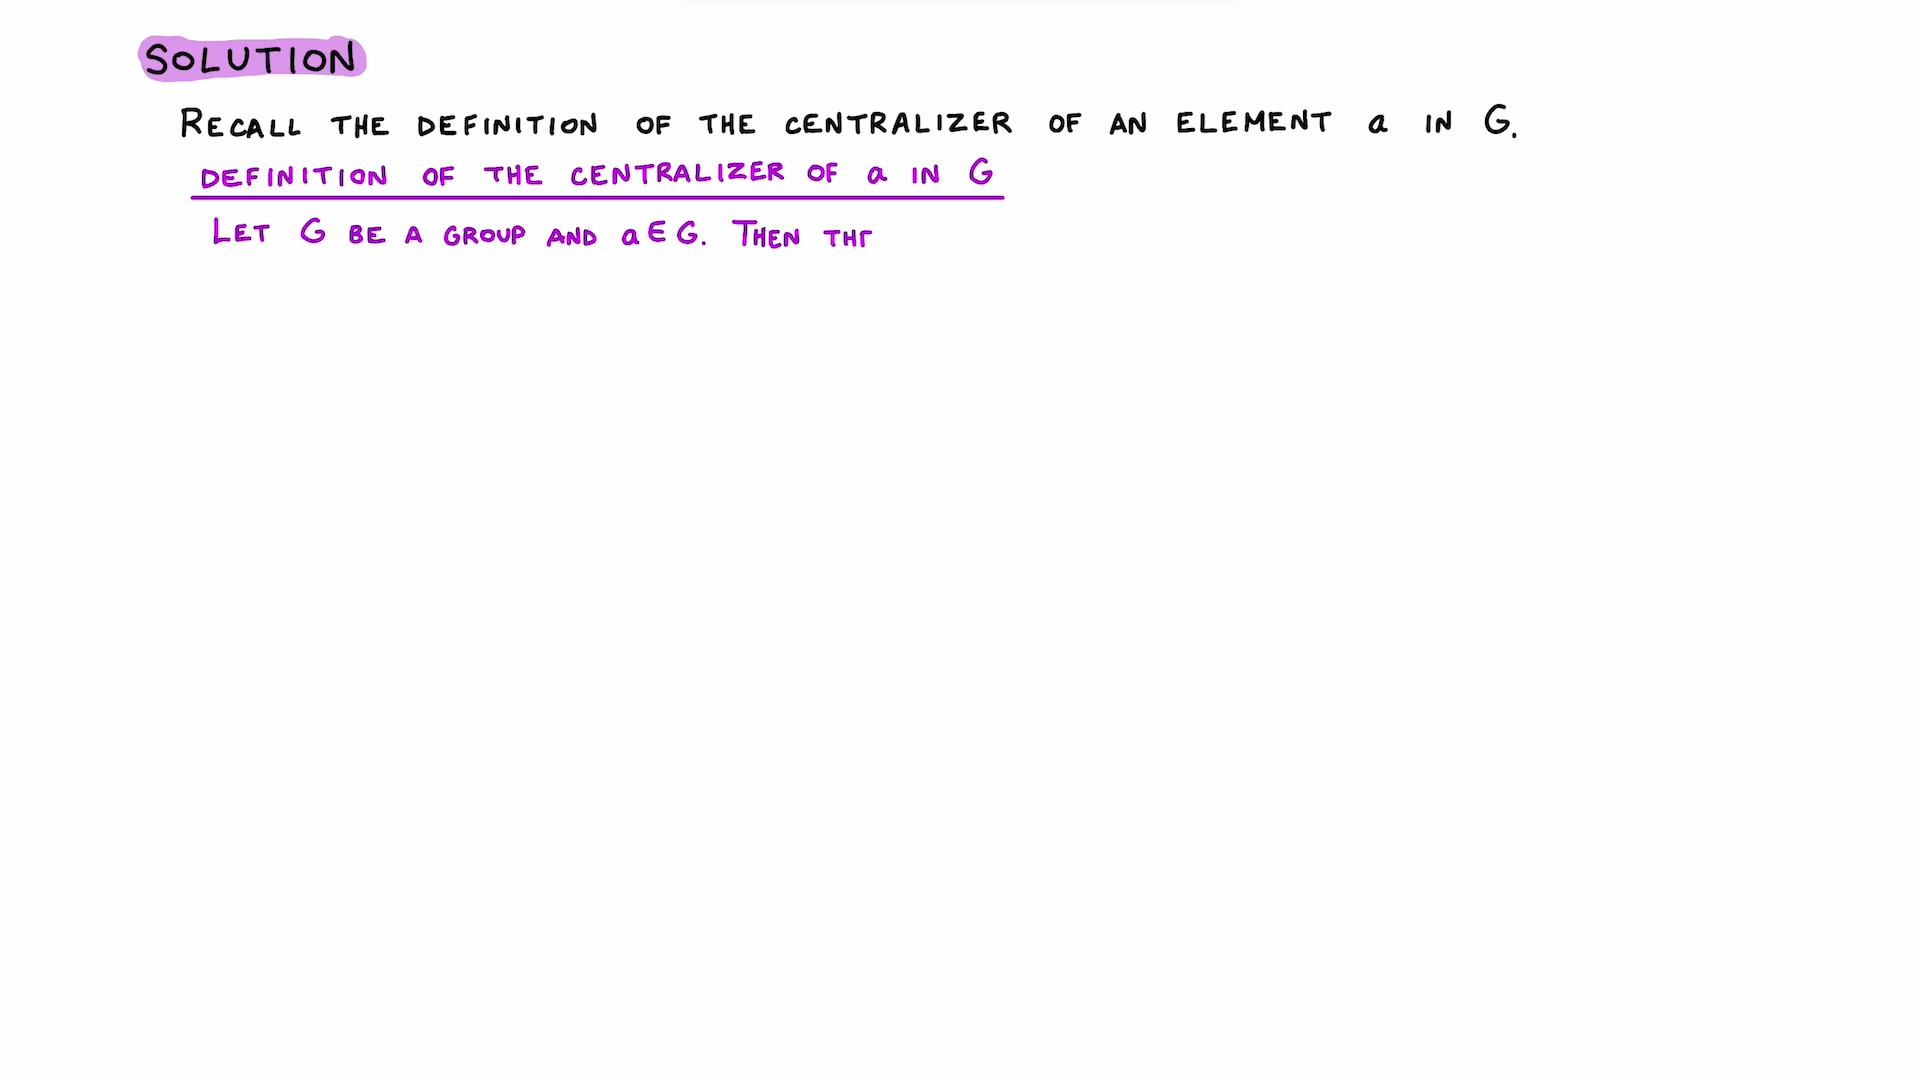 SOLUTION
RECALL THE DEFINITION OF THE CENTRALIZER OF AN ELEMENT a IN G.
DEFINITION OF THE CENTRALIZER OF a IN G
LET G BE A GROUP AND a ∈ G. THEN